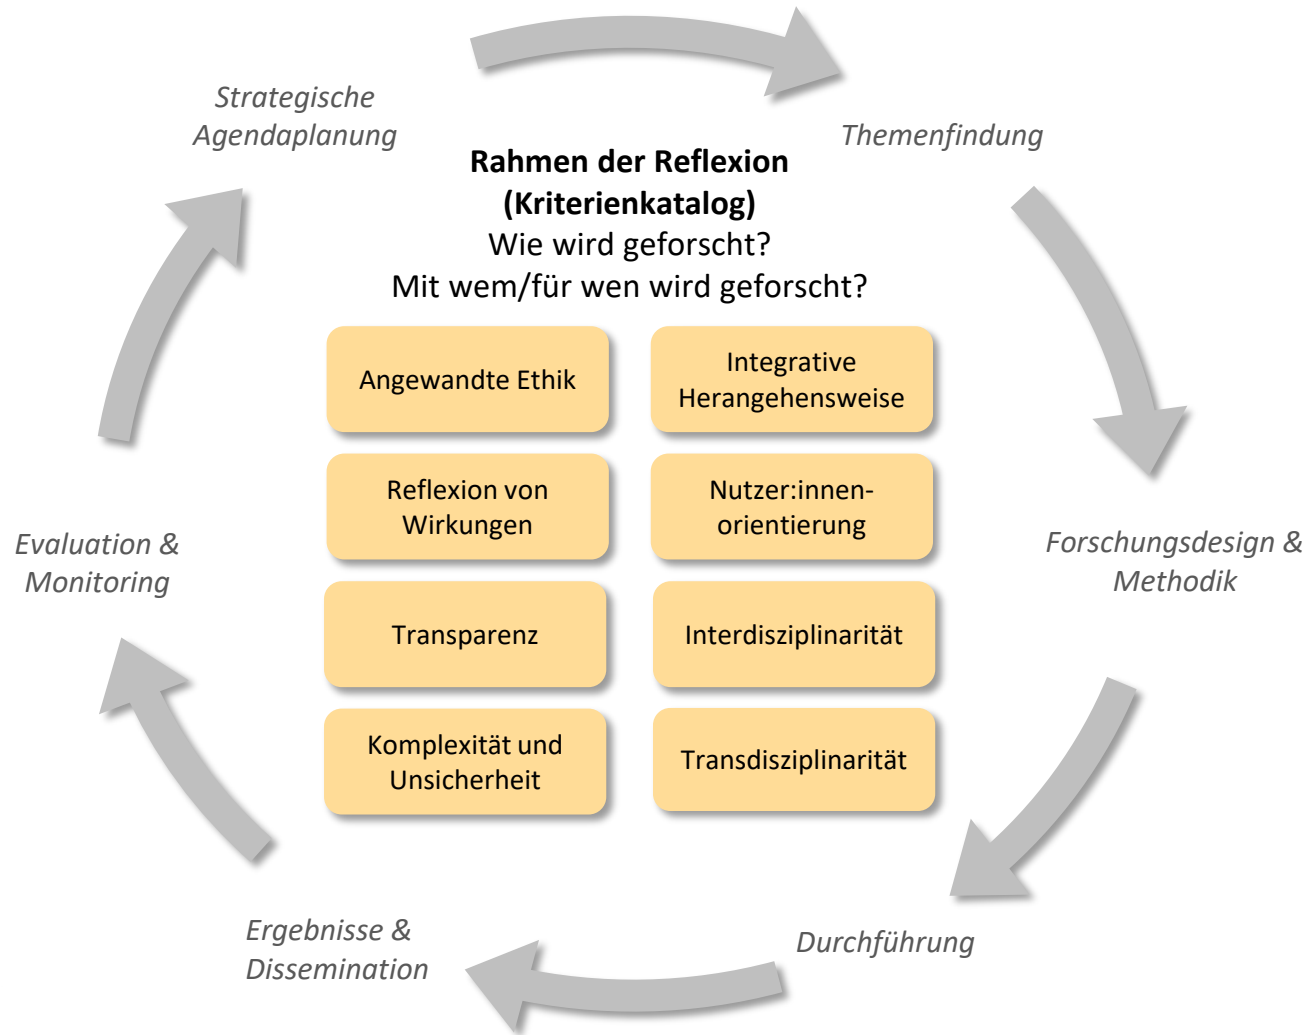 Strategische
Agendaplanung
Themenfindung
Rahmen der Reflexion
(Kriterienkatalog)
Wie wird geforscht?
Mit wem/für wen wird geforscht?
Angewandte Ethik
Integrative
Herangehensweise
Reflexion von
Wirkungen
Nutzer:innen-
orientierung
Transparenz
Interdisziplinarität
Komplexität und
Unsicherheit
Transdisziplinarität
Forschungsdesign &
Methodik
Durchführung
Ergebnisse &
Dissemination
Evaluation &
Monitoring